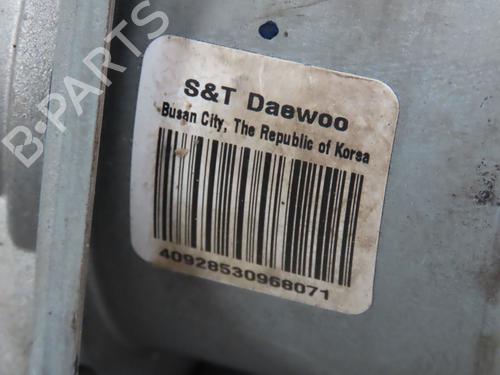 B-PARTS
S&T Daewoo
Busan City, The Republic of Korsa
40928530968071